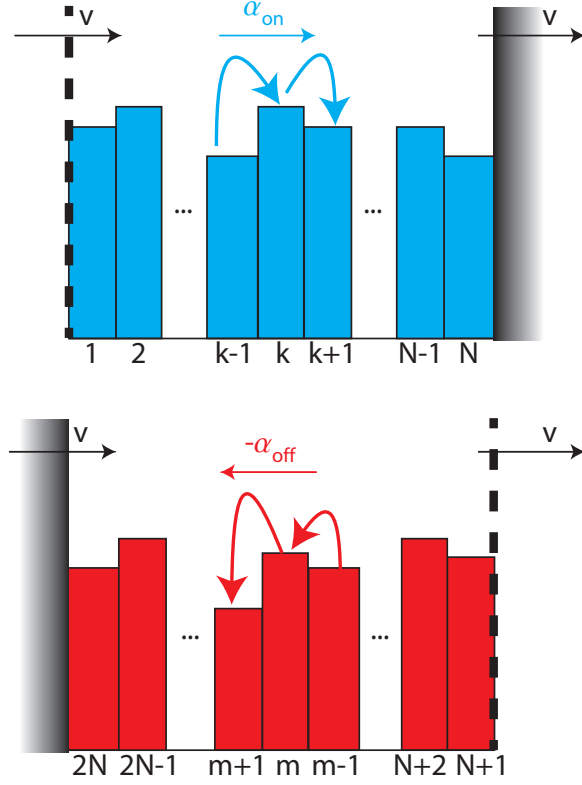 v α_on v
... ...
1 2 k-1 k k+1 N-1 N
v -α_off v
... ...
2N 2N-1 m+1 m m-1 N+2 N+1